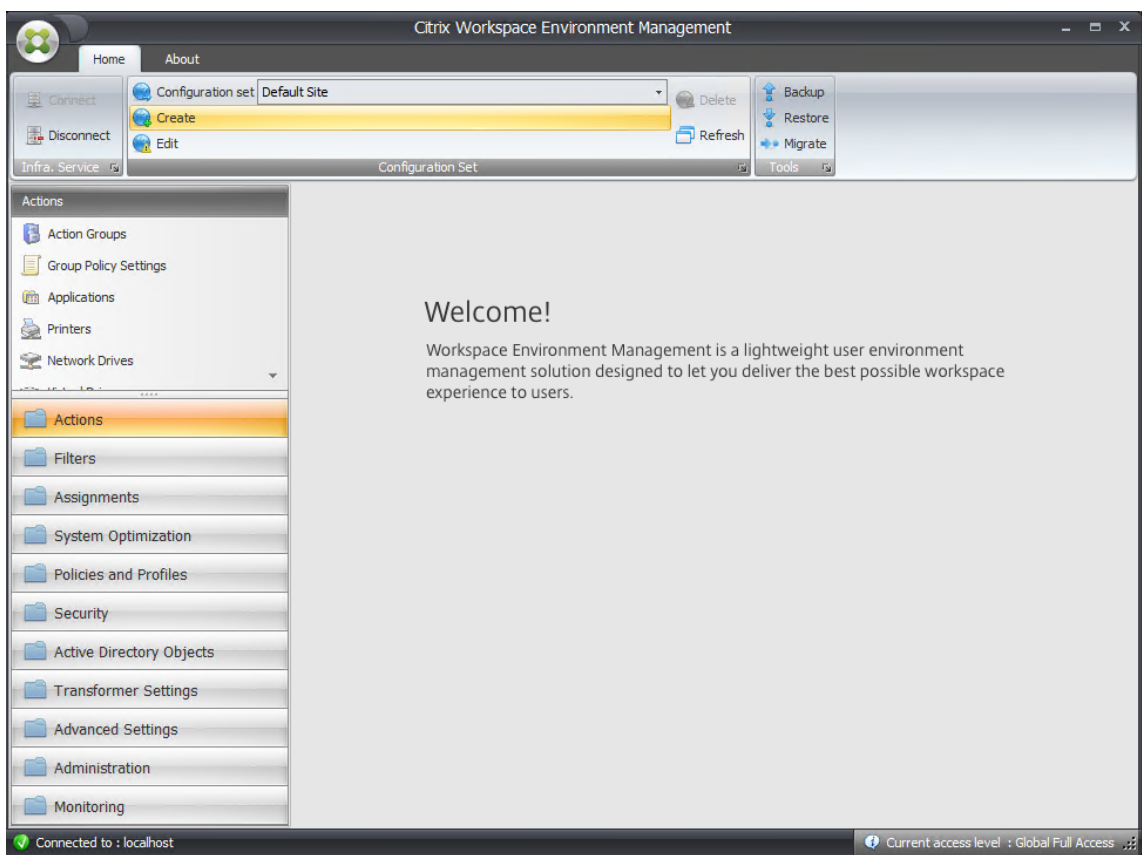 Citrix Workspace Environment Management
Home About
Connect
Disconnect
Infra. Service
Configuration set Default Site
Create
Edit
Delete
Refresh
Configuration Set
Backup
Restore
Migrate
Tools
Actions
Action Groups
Group Policy Settings
Applications
Printers
Network Drives
Actions
Filters
Assignments
System Optimization
Policies and Profiles
Security
Active Directory Objects
Transformer Settings
Advanced Settings
Administration
Monitoring
Welcome!
Workspace Environment Management is a lightweight user environment
management solution designed to let you deliver the best possible workspace
experience to users.
Connected to : localhost
Current access level : Global Full Access